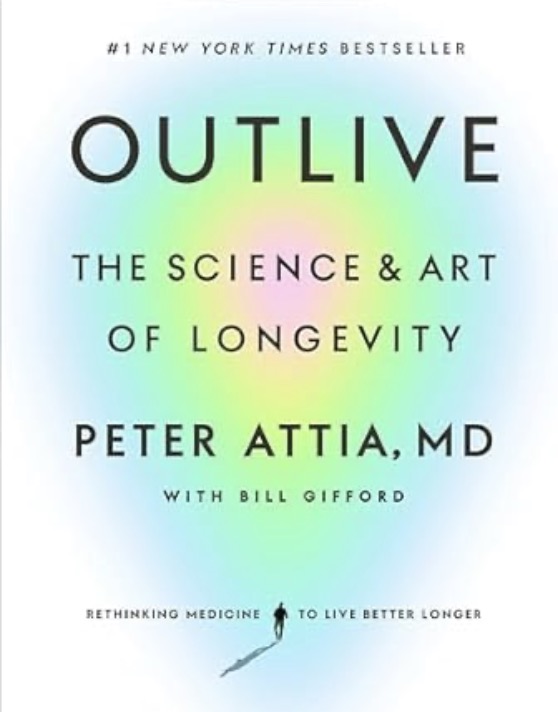 #1 NEW YORK TIMES BESTSELLER
OUTLIVE
THE SCIENCE & ART
OF LONGEVITY
PETER ATTIA, MD
WITH BILL GIFFORD
RETHINKING MEDICINE TO LIVE BETTER LONGER